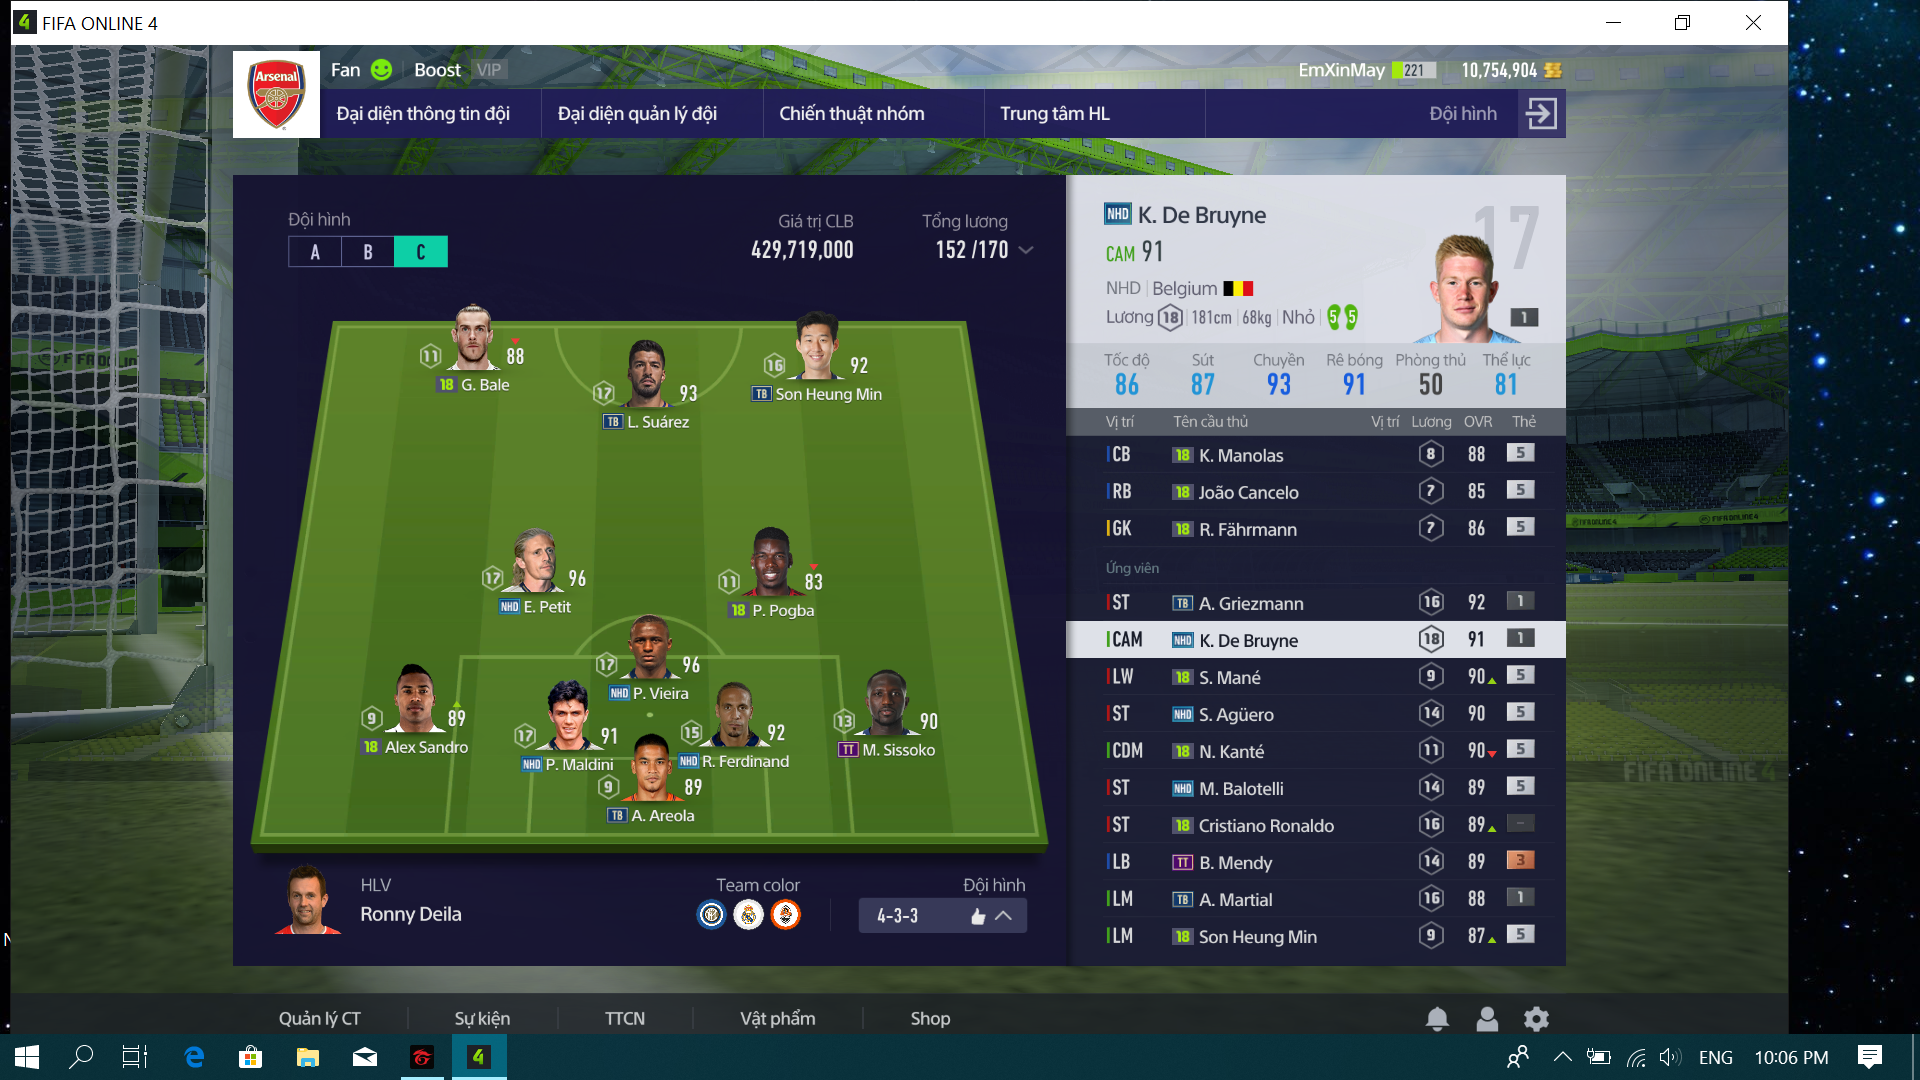 4 FIFA ONLINE 4
Arsenal
Fan Boost VIP
EmXinMay 221 10,754,904
Đại diện thông tin đội Đại diện quản lý đội Chiến thuật nhóm Trung tâm HL Đội hình
Đội hình
A B C
Giá trị CLB
429,719,000
Tổng lương
152 /170
11 88
18 G. Bale
17 93
TB L. Suárez
16 92
TB Son Heung Min
17 96
NHD E. Petit
11 83
18 P. Pogba
17 96
NHD P. Vieira
9 89
18 Alex Sandro
17 91
NHD P. Maldini
15 92
NHD R. Ferdinand
13 90
TT M. Sissoko
9 89
TB A. Areola
HLV
Ronny Deila
Team color
Đội hình
4-3-3
NHD K. De Bruyne
17
CAM 91
NHD Belgium
Lương 18 181cm 68kg Nhỏ 5 5
1
Tốc độ Sút Chuyền Rê bóng Phòng thủ Thể lực
86 87 93 91 50 81
Vị trí Tên cầu thủ Vị trí Lương OVR Thẻ
CB 18 K. Manolas 8 88 5
RB 18 João Cancelo 7 85 5
GK 18 R. Fährmann 7 86 5
Ứng viên
ST TB A. Griezmann 16 92 1
CAM NHD K. De Bruyne 18 91 1
LW 18 S. Mané 9 90 5
ST NHD S. Agüero 14 90 5
CDM 18 N. Kanté 11 90 5
ST NHD M. Balotelli 14 89 5
ST 18 Cristiano Ronaldo 16 89 -
LB TT B. Mendy 14 89 3
LM TB A. Martial 16 88 1
LM 18 Son Heung Min 9 87 5
FIFA ONLINE 4
Quản lý CT Sự kiện TTCN Vật phẩm Shop
ENG 10:06 PM